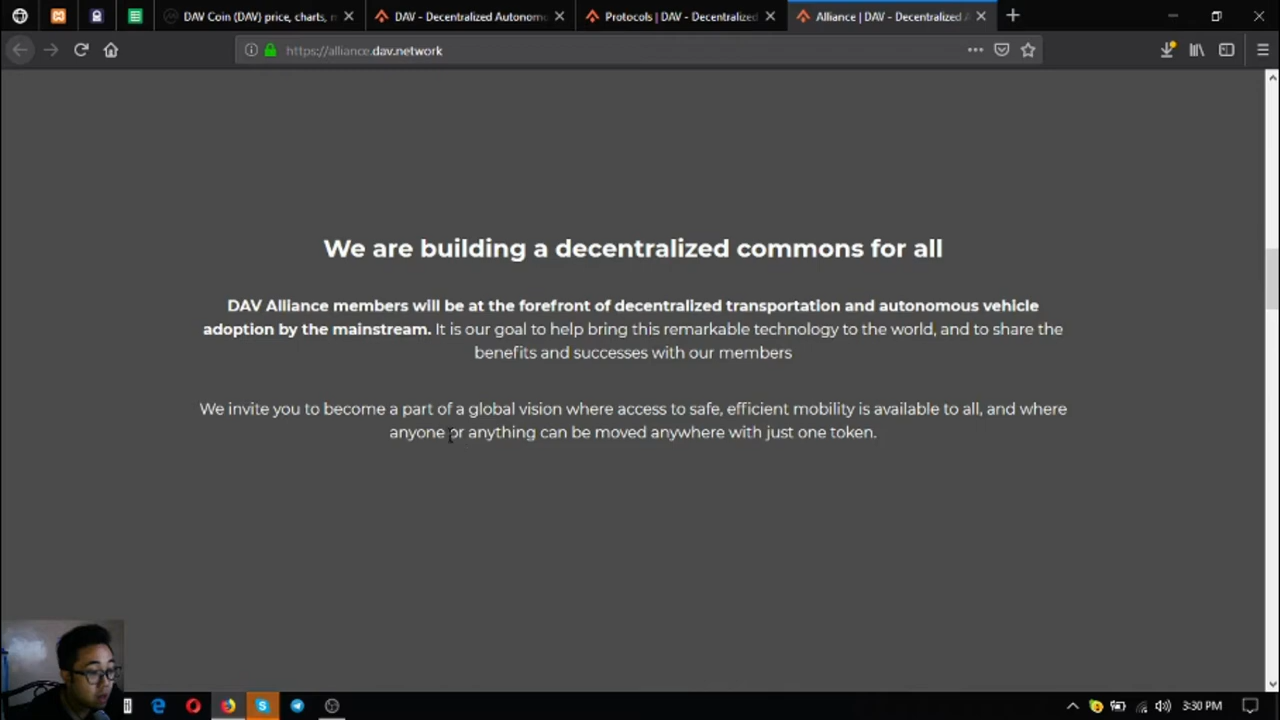 DAV Coin (DAV) price, charts, m
DAV - Decentralized Autonomo
Protocols | DAV - Decentralized
Alliance | DAV - Decentralized A
https://alliance.dav.network
We are building a decentralized commons for all
DAV Alliance members will be at the forefront of decentralized transportation and autonomous vehicle
adoption by the mainstream. It is our goal to help bring this remarkable technology to the world, and to share the
benefits and successes with our members
We invite you to become a part of a global vision where access to safe, efficient mobility is available to all, and where
anyone or anything can be moved anywhere with just one token.
3:30 PM